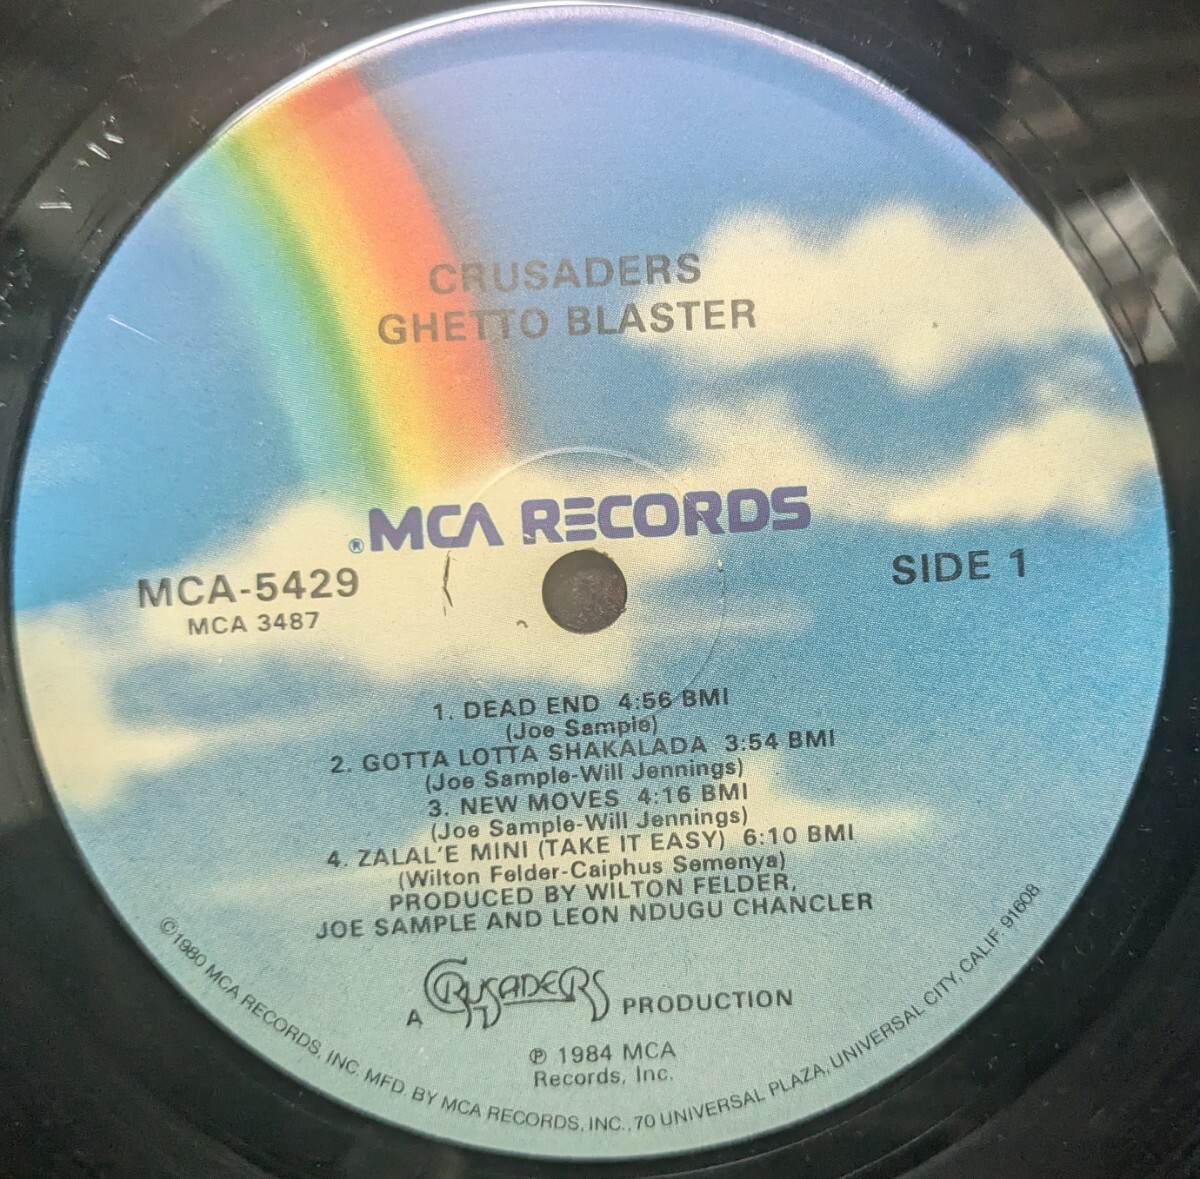 CRUSADERS
GHETTO BLASTER
®MCA RECORDS
MCA-5429
MCA 3487
SIDE 1
1. DEAD END 4:56 BMI
(Joe Sample)
2. GOTTA LOTTA SHAKALADA 3:54 BMI
(Joe Sample-Will Jennings)
3. NEW MOVES 4:16 BMI
(Joe Sample-Will Jennings)
4. ZALAL'E MINI (TAKE IT EASY) 6:10 BMI
(Wilton Felder-Caiphus Semenya)
PRODUCED BY WILTON FELDER,
JOE SAMPLE AND LEON NDUGU CHANCLER
A CRUSADERS PRODUCTION
℗ 1984 MCA
Records, Inc.
©1980 MCA RECORDS, INC. MFD. BY MCA RECORDS, INC., 70 UNIVERSAL PLAZA, UNIVERSAL CITY, CALIF. 91608